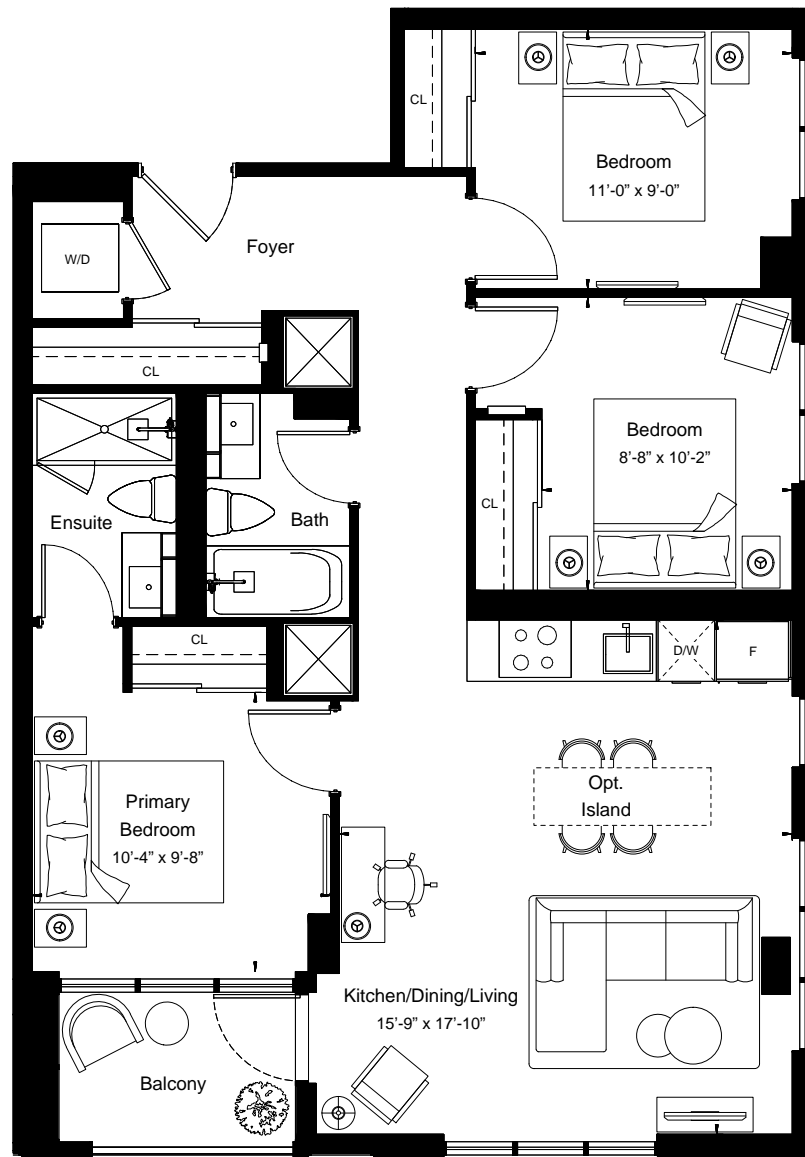 CL
Bedroom
11'-0" x 9'-0"
Foyer
W/D
CL
Bedroom
8'-8" x 10'-2"
CL
Ensuite
Bath
CL
D/W
F
Opt.
Island
Primary
Bedroom
10'-4" x 9'-8"
Kitchen/Dining/Living
15'-9" x 17'-10"
Balcony